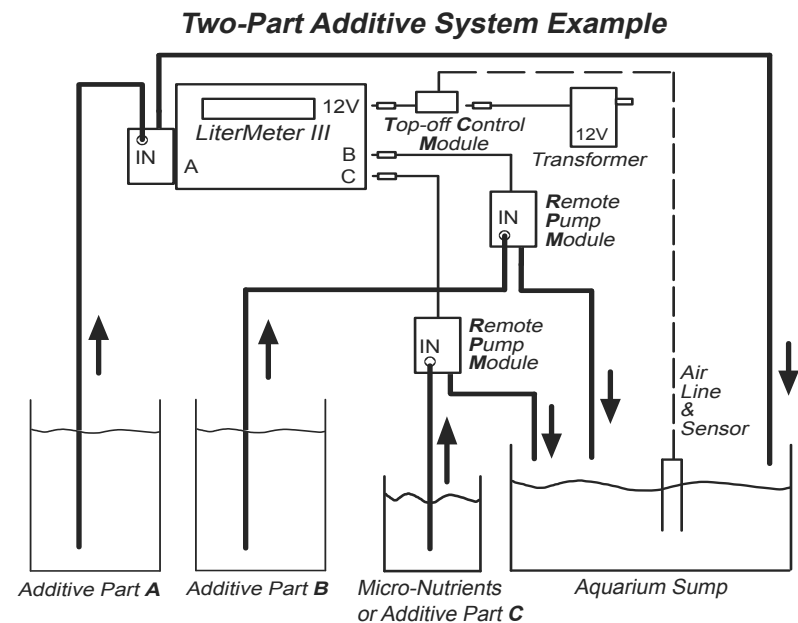 Two-Part Additive System Example
12V
LiterMeter III
IN
A
B
C
Top-off Control
Module
12V
Transformer
IN
Remote
Pump
Module
IN
Remote
Pump
Module
Air
Line
&
Sensor
Additive Part A
Additive Part B
Micro-Nutrients
or Additive Part C
Aquarium Sump